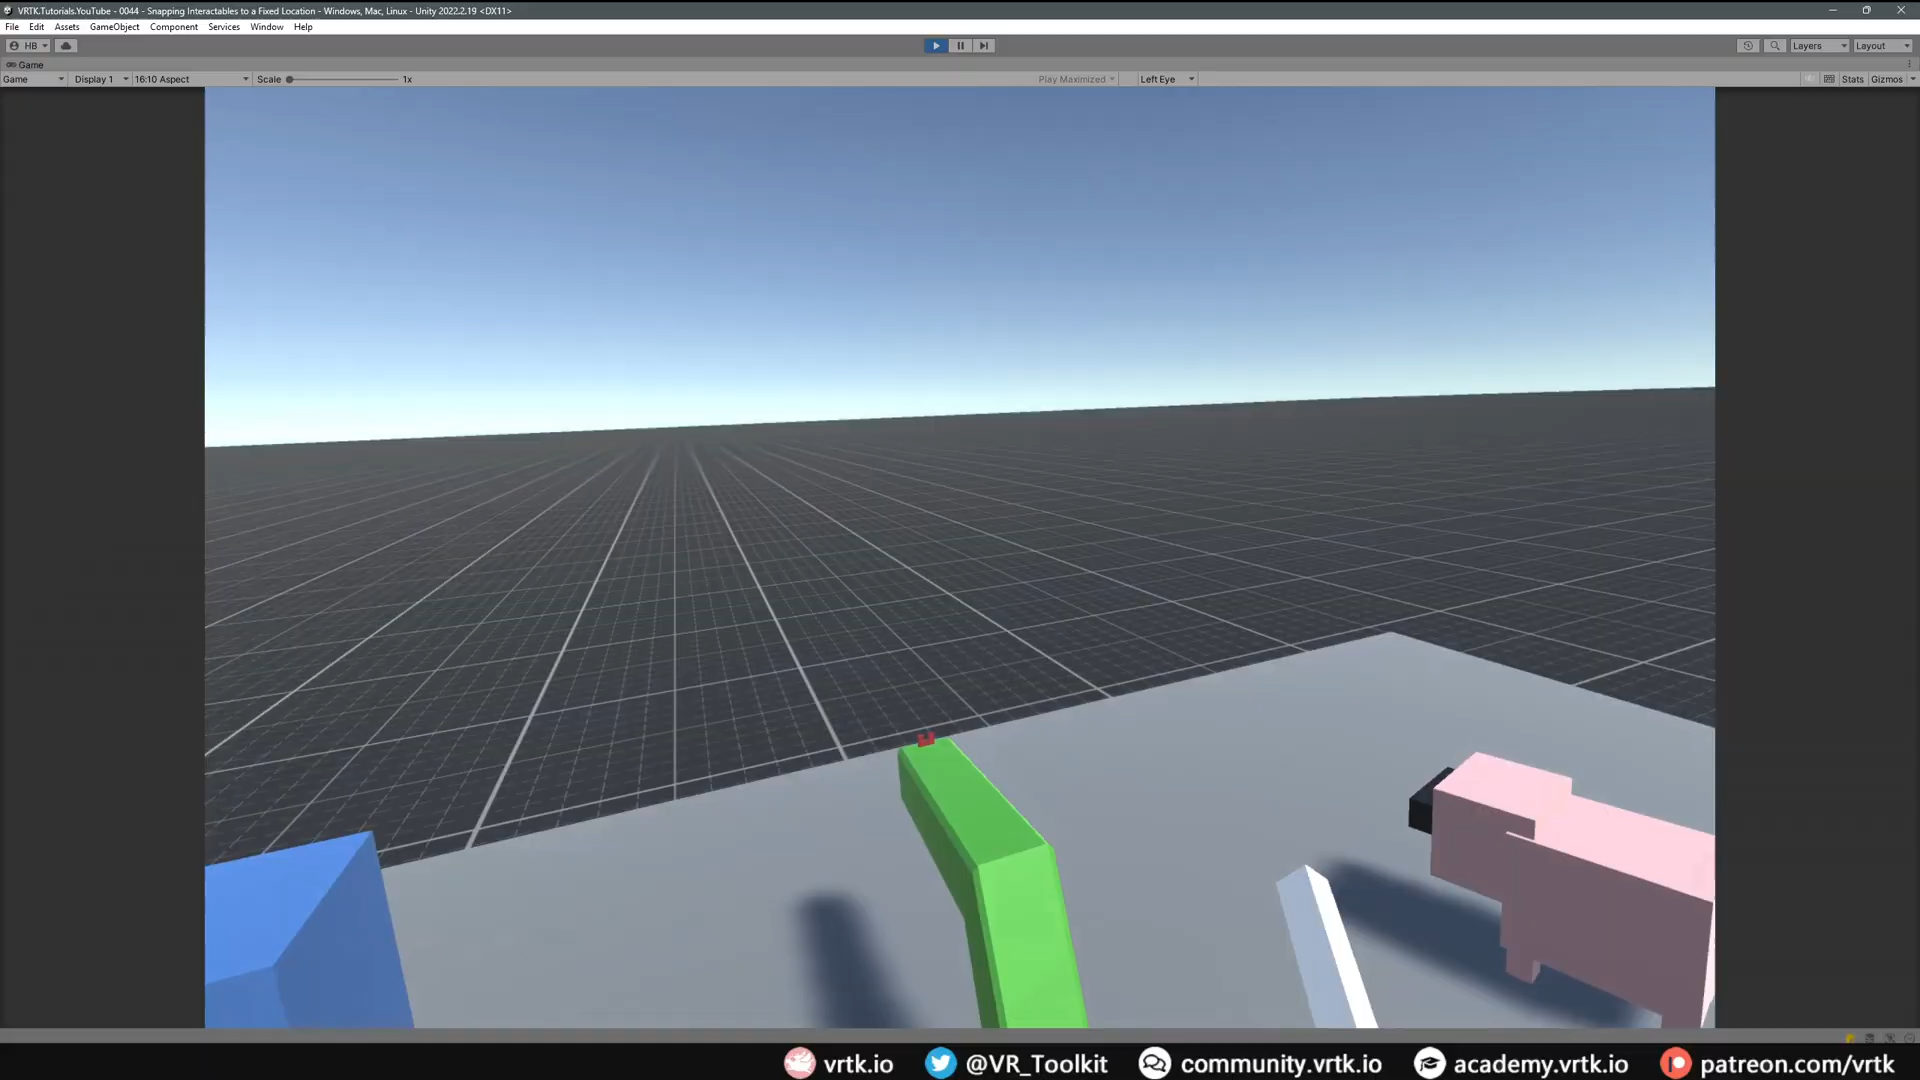 VRTK.Tutorials.YouTube - 0044 - Snapping Interactables to a Fixed Location - Windows, Mac, Linux - Unity 2022.2.19 <DX11>
File Edit Assets GameObject Component Services Window Help
HB Layers Layout
Game
Game Display 1 16:10 Aspect Scale 1x Play Maximized Left Eye Stats Gizmos
vrtk.io @VR_Toolkit community.vrtk.io academy.vrtk.io patreon.com/vrtk